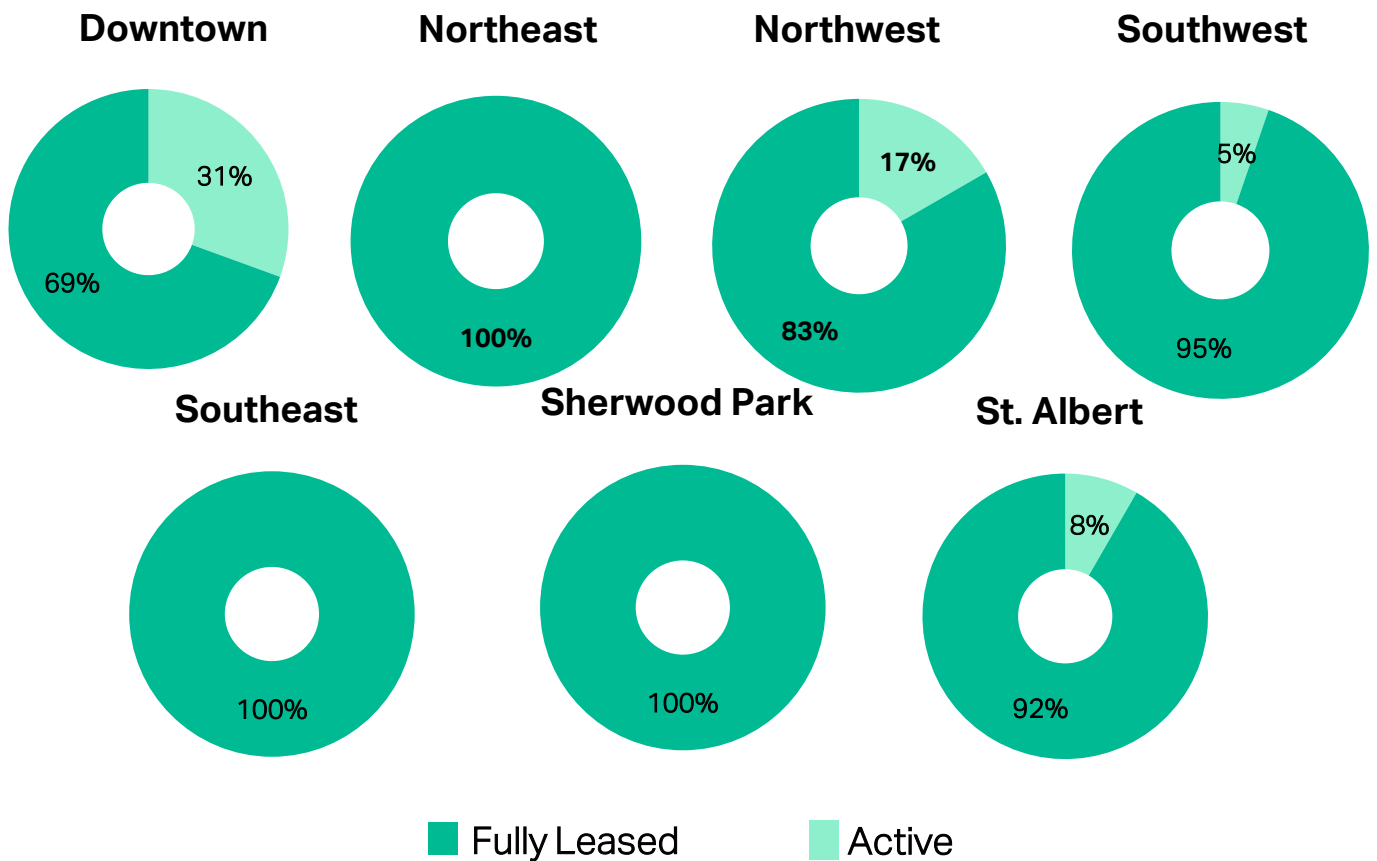 Downtown
Northeast
Northwest
Southwest
31%
69%
100%
17%
83%
5%
95%
Southeast
Sherwood Park
St. Albert
100%
100%
8%
92%
Fully Leased
Active